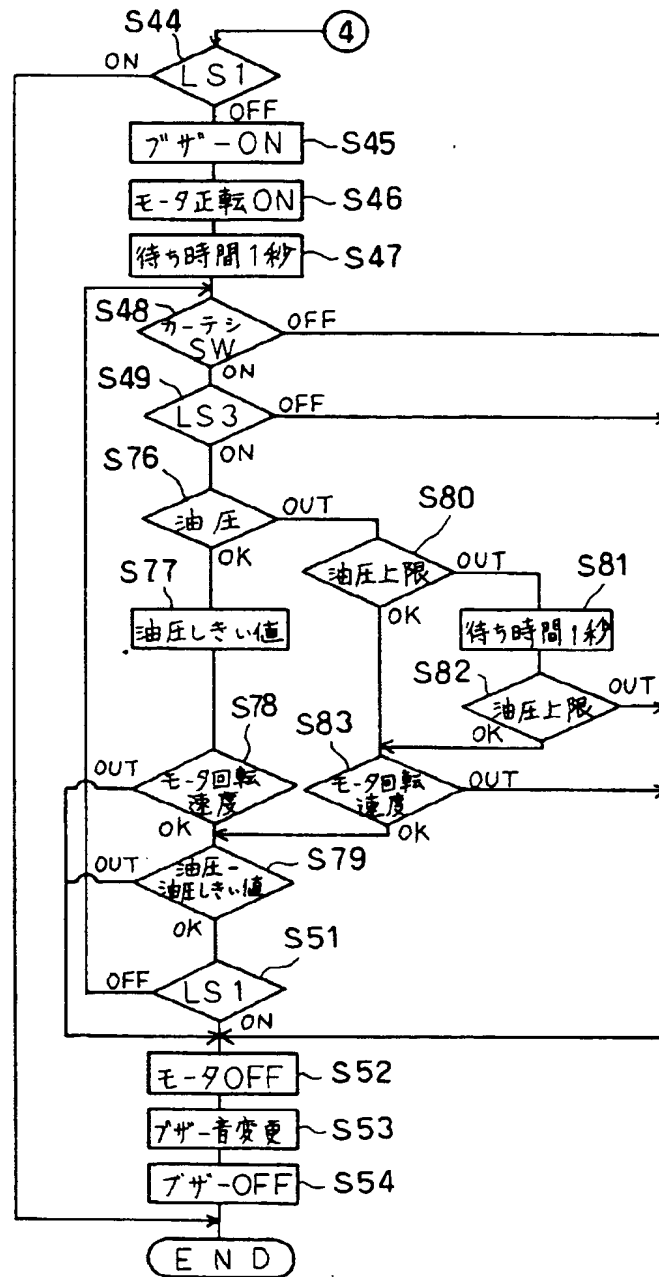 S44
4
ON
LS1
OFF
ブザーON
S45
モータ正転ON
S46
待ち時間1秒
S47
S48
カーテシ
SW
OFF
ON
S49
LS3
OFF
ON
S76
油圧
OUT
OK
S80
油圧上限
OUT
OK
S77
油圧しきい値
S81
待ち時間1秒
S82
油圧上限
OUT
OK
S78
OUT
モータ回転
速度
OK
S83
モータ回転
速度
OUT
OK
S79
OUT
油圧-
油圧しきい値
OK
S51
OFF
LS1
ON
モータOFF
S52
ブザー音変更
S53
ブザーOFF
S54
END